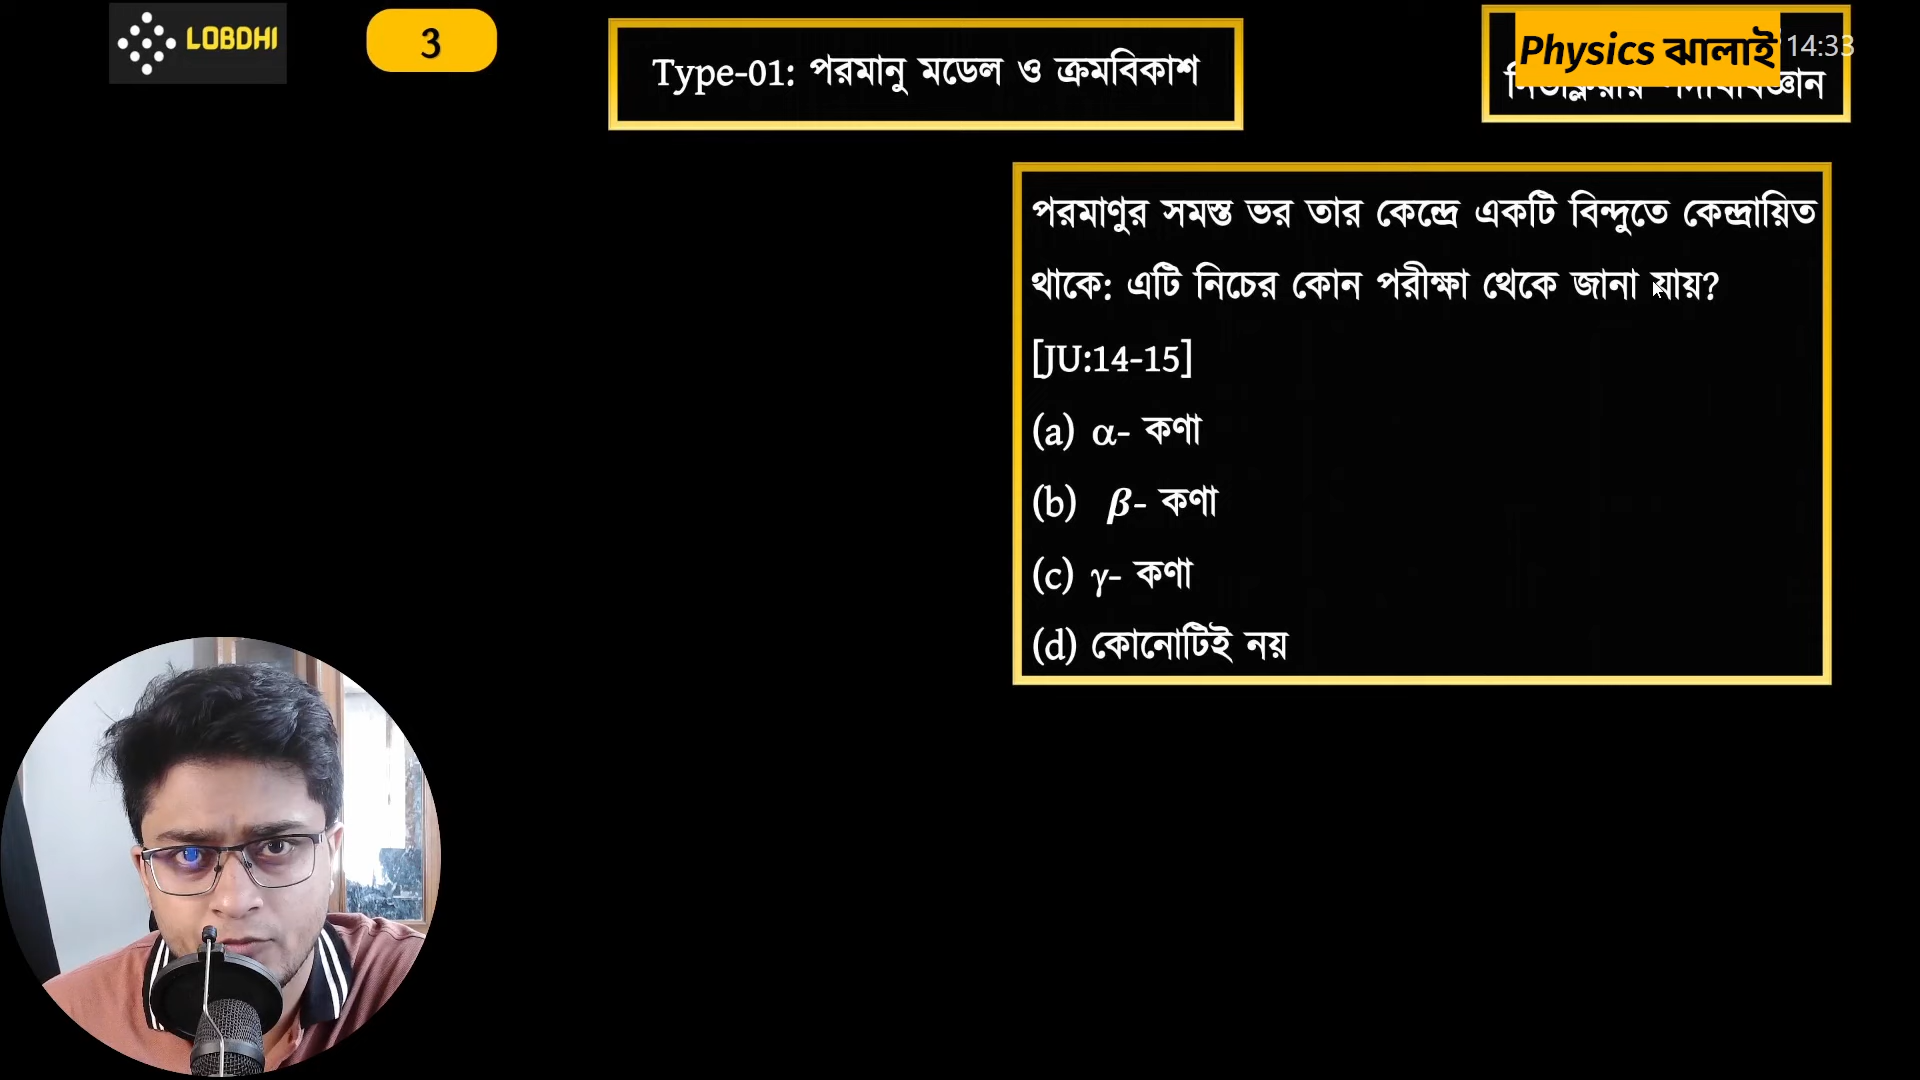 LOBDHI
3
Type-01: পরমানু মডেল ও ক্রমবিকাশ
Physics ঝালাই
14:33
পরমাণুর সমস্ত ভর তার কেন্দ্রে একটি বিন্দুতে কেন্দ্রায়িত
থাকে: এটি নিচের কোন পরীক্ষা থেকে জানা যায়?
[JU:14-15]
(a) α- কণা
(b) β- কণা
(c) γ- কণা
(d) কোনোটিই নয়